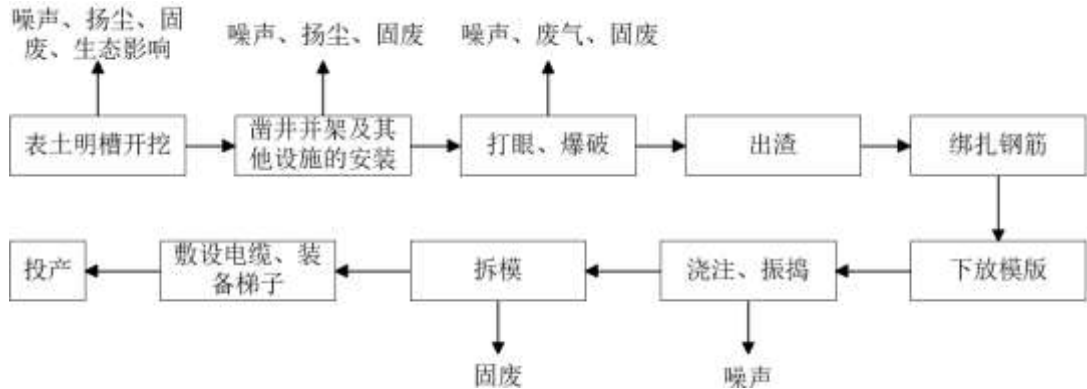 噪声、扬尘、固
废、生态影响
噪声、扬尘、固废
噪声、废气、固废
表土明槽开挖
凿井井架及其
他设施的安装
打眼、爆破
出渣
绑扎钢筋
投产
敷设电缆、装
备梯子
拆模
浇注、振捣
下放模版
固废
噪声